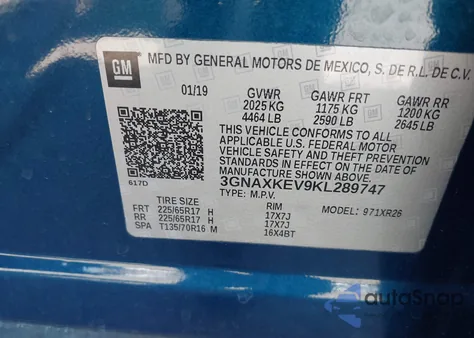 GM
MFD BY GENERAL MOTORS DE MEXICO, S. DE R.L. DE C.V.
01/19 GVWR GAWR FRT GAWR RR
2025 KG 1175 KG 1200 KG
4464 LB 2590 LB 2645 LB
THIS VEHICLE CONFORMS TO ALL
APPLICABLE U.S. FEDERAL MOTOR
VEHICLE SAFETY AND THEFT PREVENTION
STANDARDS IN EFFECT ON THE DATE OF
MANUFACTURE SHOWN ABOVE.
617D
3GNAXKEV9KL289747
TYPE: M.P.V. MODEL: 971XR26
TIRE SIZE RIM
FRT 225/65R17 H 17X7J
RR 225/65R17 H 17X7J
SPA T135/70R16 M 16X4BT
autoSnap